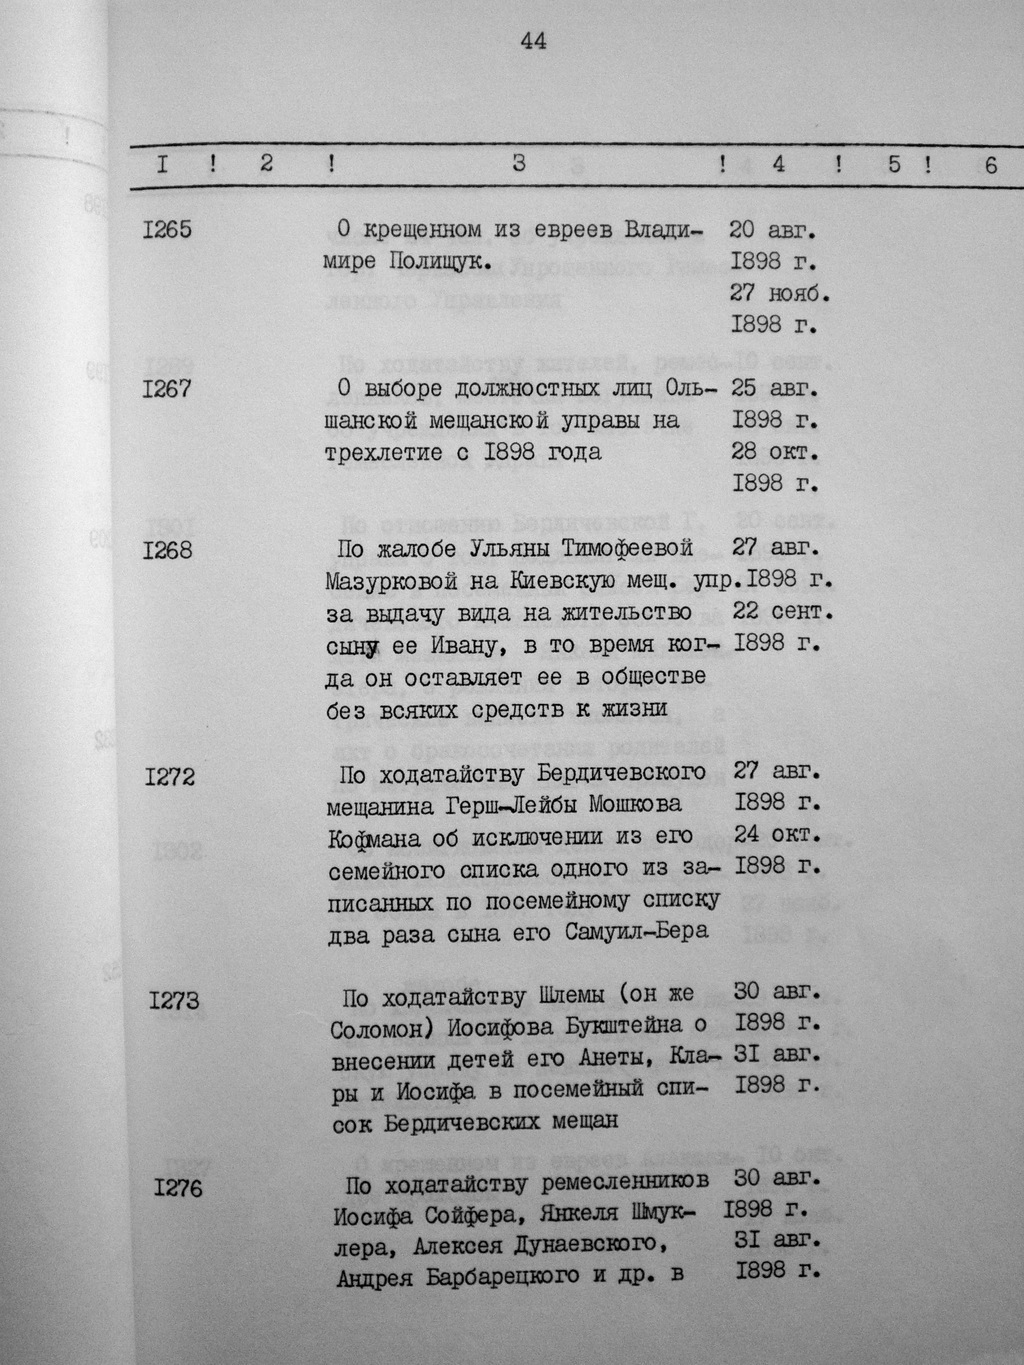 44
I ! 2 ! 3 ! 4 ! 5 ! 6
I265 О крещенном из евреев Влади- 20 авг.
мире Полищук. I898 г.
27 нояб.
I898 г.
I267 О выборе должностных лиц Оль- 25 авг.
шанской мещанской управы на I898 г.
трехлетие с I898 года 28 окт.
I898 г.
I268 По жалобе Ульяны Тимофеевой 27 авг.
Мазурковой на Киевскую мещ. упр. I898 г.
за выдачу вида на жительство 22 сент.
сыну ее Ивану, в то время ког- I898 г.
да он оставляет ее в обществе
без всяких средств к жизни
I272 По ходатайству Бердичевского 27 авг.
мещанина Герш-Лейбы Мошкова I898 г.
Кофмана об исключении из его 24 окт.
семейного списка одного из за- I898 г.
писанных по посемейному списку
два раза сына его Самуил-Бера
I273 По ходатайству Шлемы (он же 30 авг.
Соломон) Иосифова Букштейна о I898 г.
внесении детей его Анеты, Кла- 3I авг.
ры и Иосифа в посемейный спи- I898 г.
сок Бердичевских мещан
I276 По ходатайству ремесленников 30 авг.
Иосифа Сойфера, Янкеля Шмук- I898 г.
лера, Алексея Дунаевского, 3I авг.
Андрея Барбарецкого и др. в I898 г.